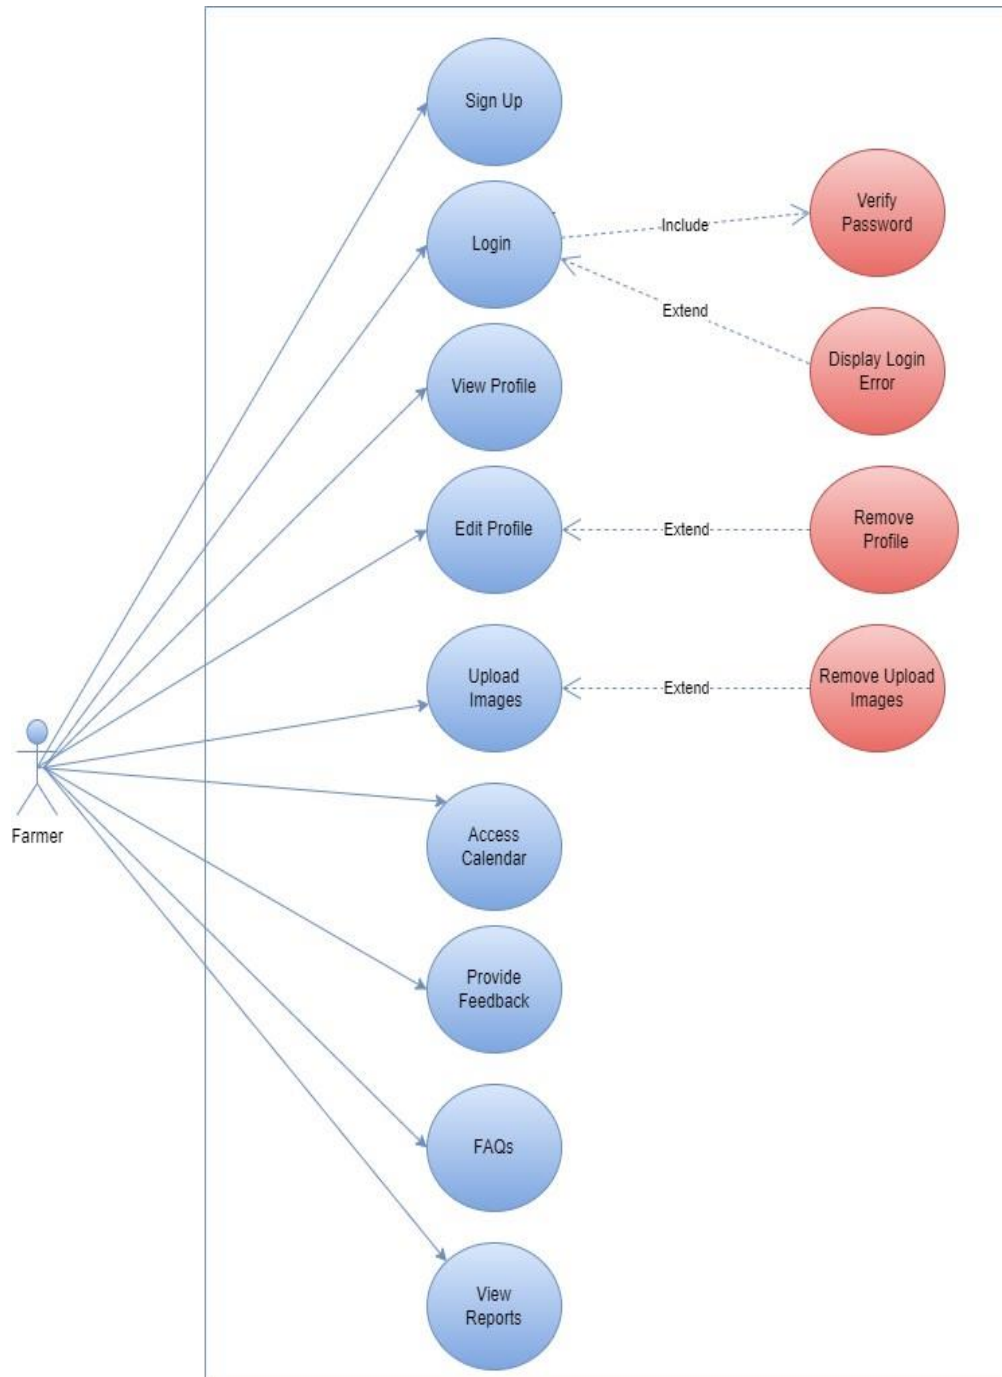 Sign Up
Login
Include
Verify
Password
Extend
Display Login
Error
View Profile
Edit Profile
Extend
Remove
Profile
Upload
Images
Extend
Remove Upload
Images
Farmer
Access
Calendar
Provide
Feedback
FAQs
View
Reports